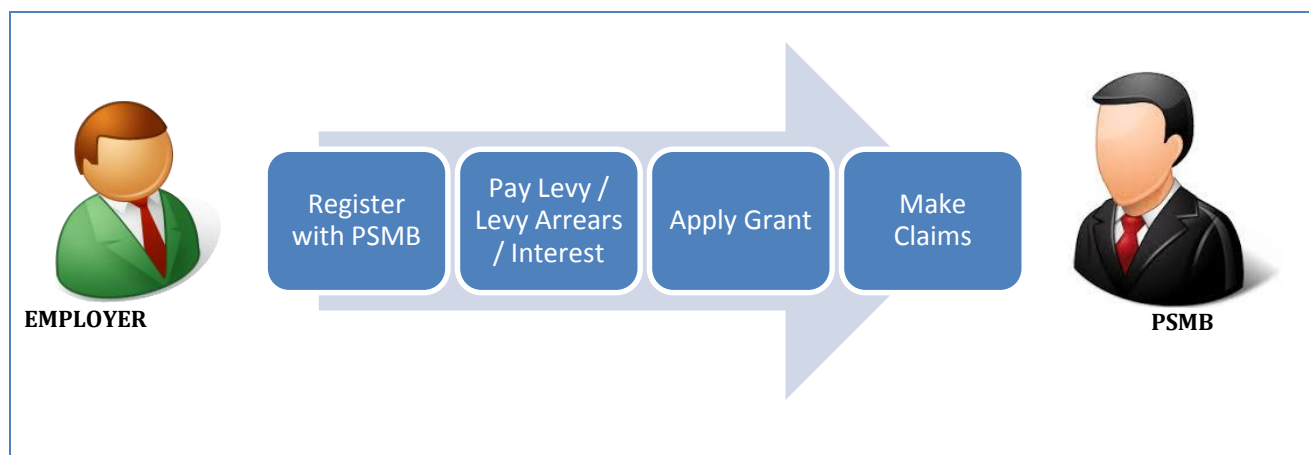 EMPLOYER
Register
with PSMB
Pay Levy /
Levy Arrears
/ Interest
Apply Grant
Make
Claims
PSMB